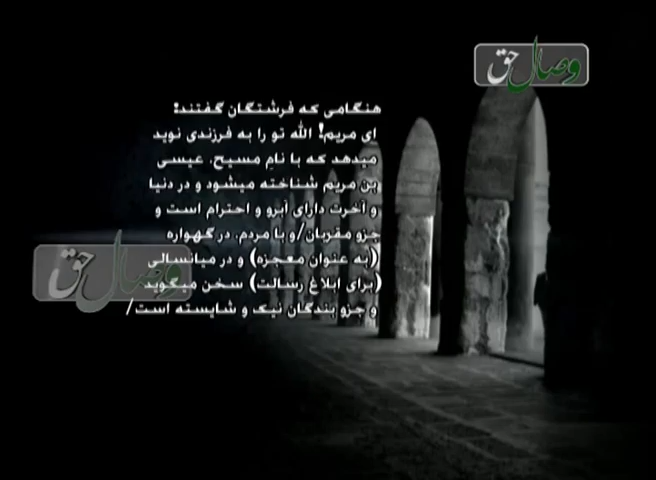 وصال حق
هنگامی که فرشتگان گفتند:
ای مریم! الله تو را به فرزندی نوید
میدهد که با نامِ مسیح، عیسی
بن مریم شناخته میشود و در دنیا
و آخرت دارای آبرو و احترام است و
جزو مقربان/و با مردم، در گهواره
(به عنوان معجزه) و در میانسالی
(برای ابلاغ رسالت) سخن میگوید
و جزو بندگان نیک و شایسته است/
وصال حق